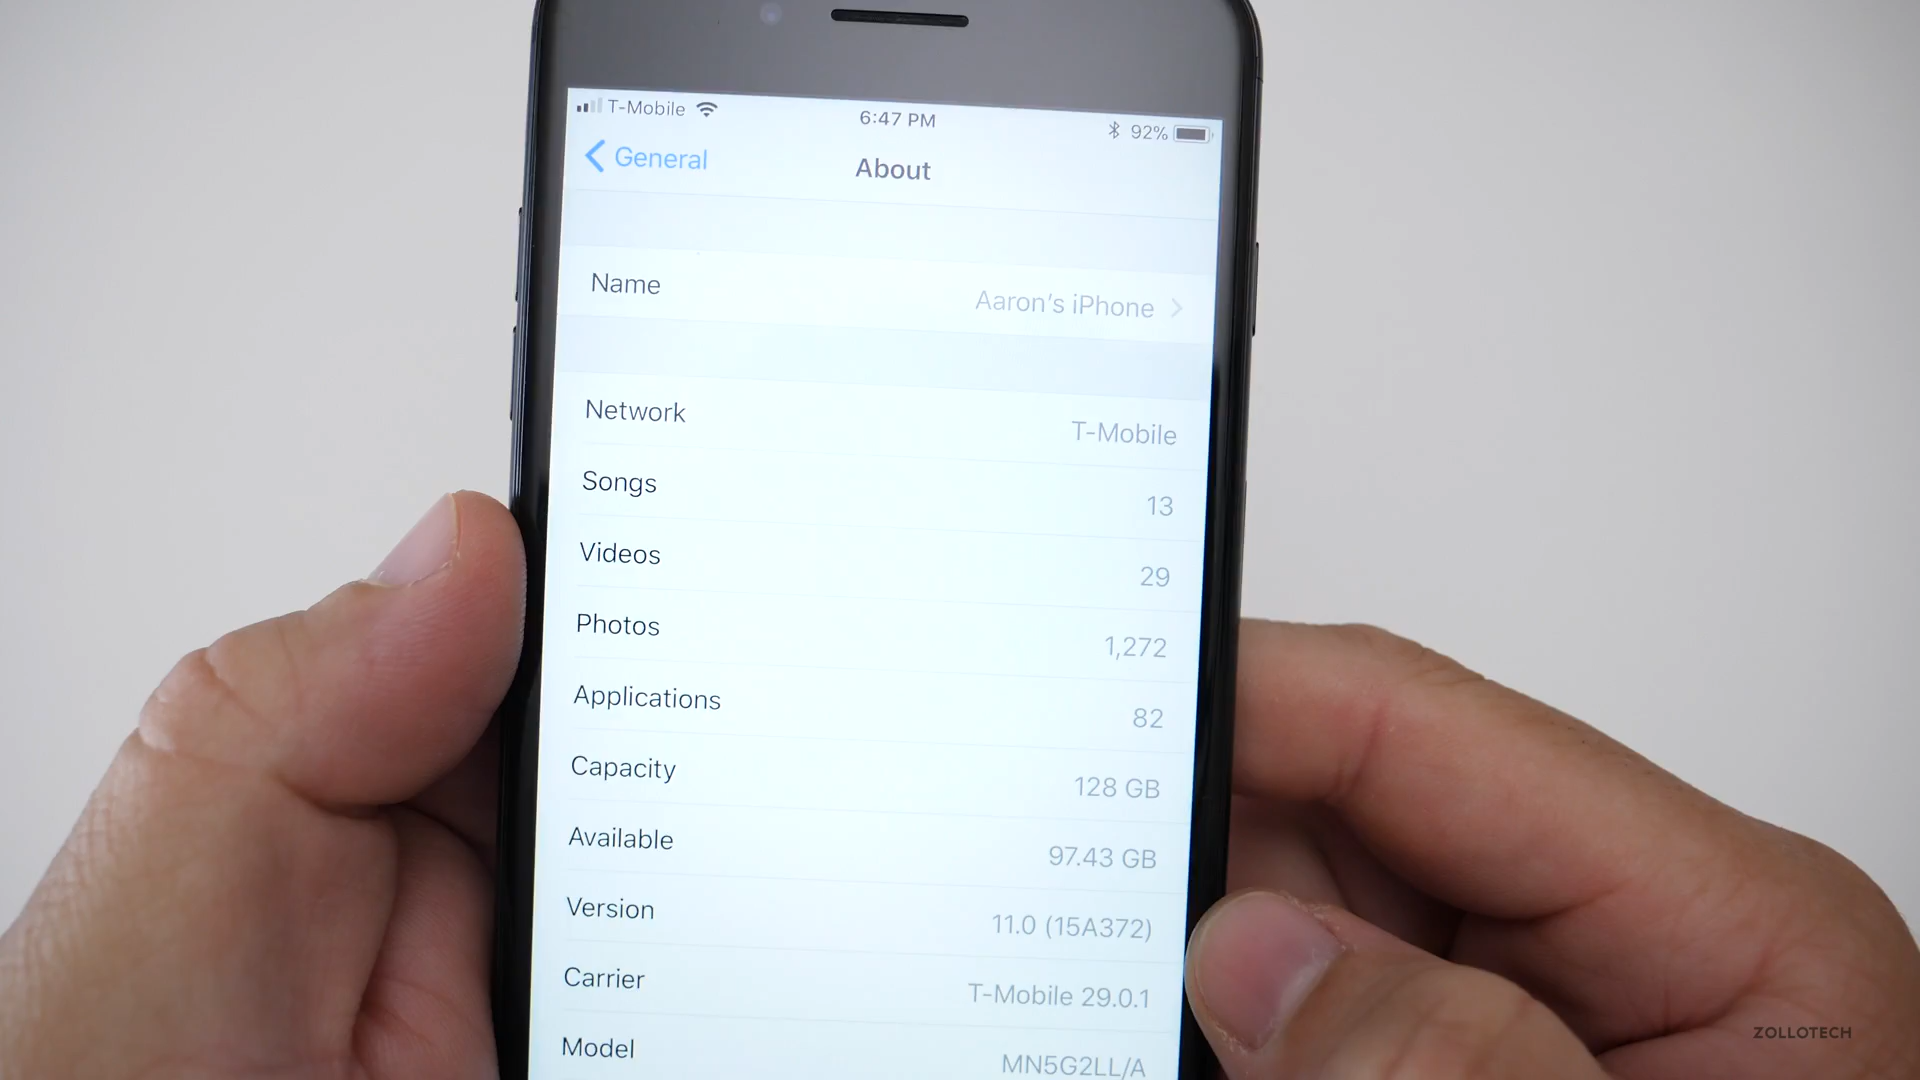 T-Mobile 6:47 PM 92%
General About
Name Aaron's iPhone
Network T-Mobile
Songs 13
Videos 29
Photos 1,272
Applications 82
Capacity 128 GB
Available 97.43 GB
Version 11.0 (15A372)
Carrier T-Mobile 29.0.1
Model MN5G2LL/A
ZOLLOTECH